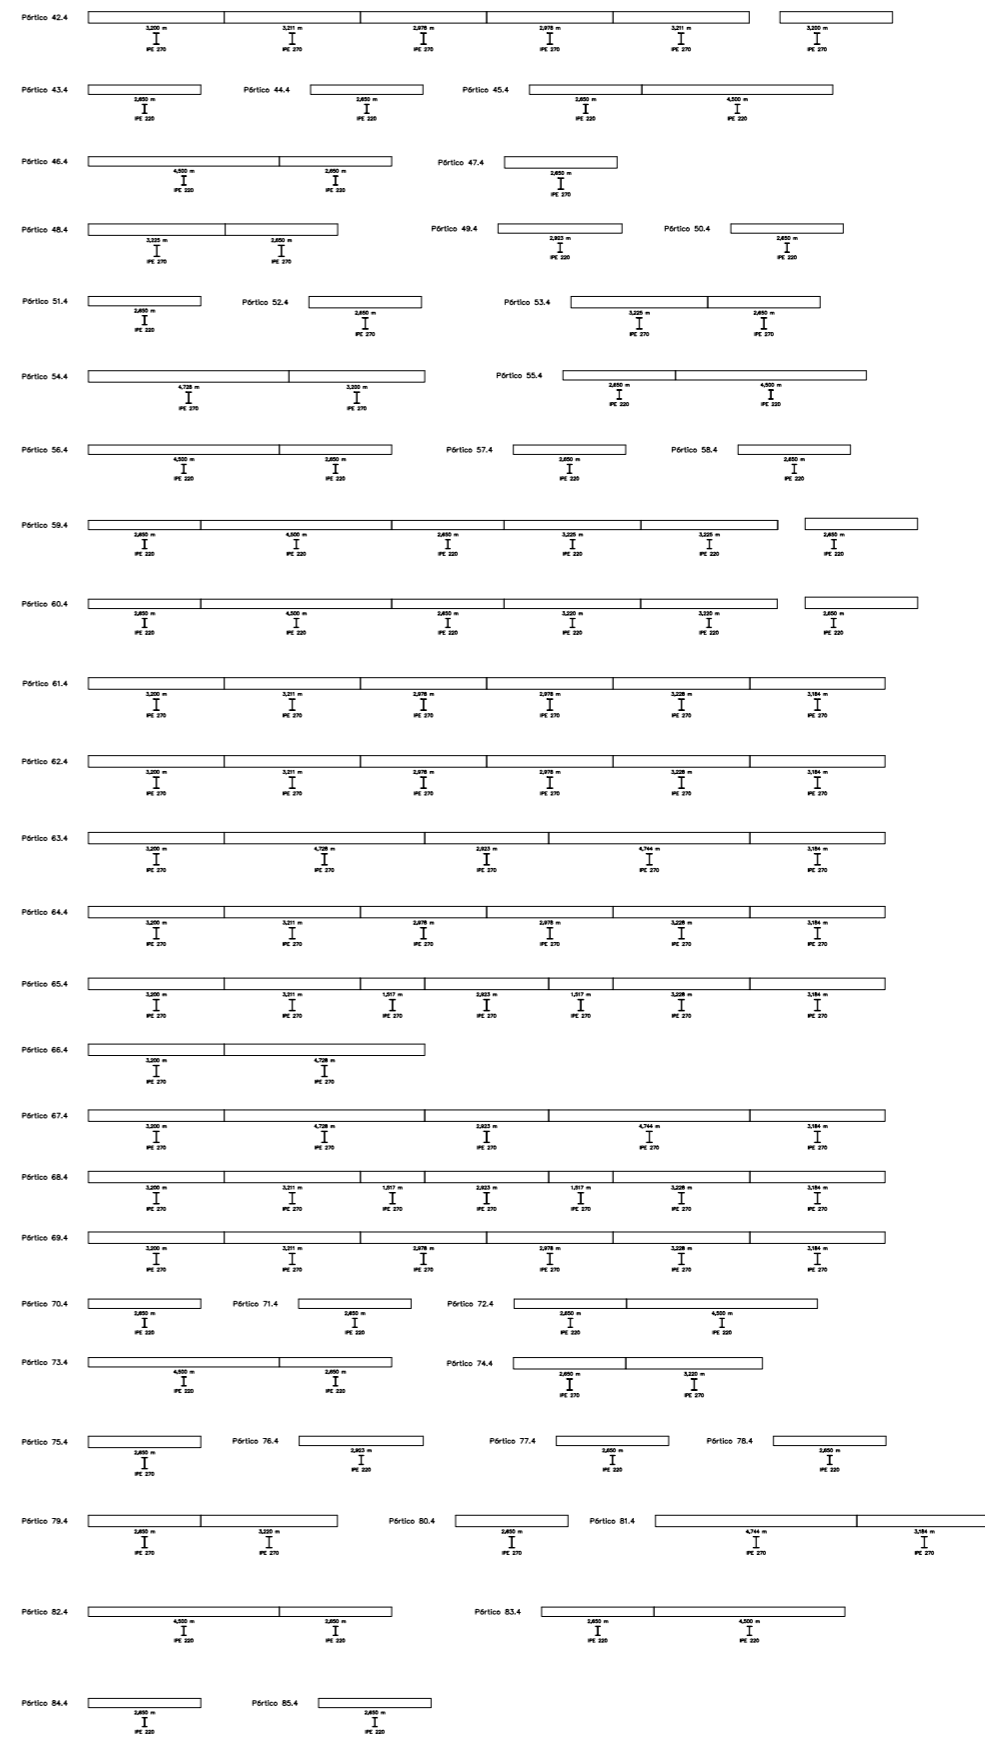 Pórtico 42.4
3,200 m 3,211 m 2,978 m 2,978 m 3,211 m 3,200 m
IPE 270 IPE 270 IPE 270 IPE 270 IPE 270 IPE 270
Pórtico 43.4 Pórtico 44.4 Pórtico 45.4
2,650 m 2,650 m 2,650 m 4,500 m
IPE 220 IPE 220 IPE 220 IPE 220
Pórtico 46.4 Pórtico 47.4
4,500 m 2,650 m 2,650 m
IPE 220 IPE 220 IPE 270
Pórtico 48.4 Pórtico 49.4 Pórtico 50.4
3,225 m 2,650 m 2,923 m 2,650 m
IPE 270 IPE 270 IPE 220 IPE 220
Pórtico 51.4 Pórtico 52.4 Pórtico 53.4
2,650 m 2,650 m 3,225 m 2,650 m
IPE 220 IPE 270 IPE 270 IPE 270
Pórtico 54.4 Pórtico 55.4
4,728 m 3,200 m 2,650 m 4,500 m
IPE 270 IPE 270 IPE 220 IPE 220
Pórtico 56.4 Pórtico 57.4 Pórtico 58.4
4,500 m 2,650 m 2,650 m 2,650 m
IPE 220 IPE 220 IPE 220 IPE 220
Pórtico 59.4
2,650 m 4,500 m 2,650 m 3,225 m 3,225 m 2,650 m
IPE 220 IPE 220 IPE 220 IPE 220 IPE 220 IPE 220
Pórtico 60.4
2,650 m 4,500 m 2,650 m 3,220 m 3,220 m 2,650 m
IPE 220 IPE 220 IPE 220 IPE 220 IPE 220 IPE 220
Pórtico 61.4
3,200 m 3,211 m 2,978 m 2,978 m 3,228 m 3,184 m
IPE 270 IPE 270 IPE 270 IPE 270 IPE 270 IPE 270
Pórtico 62.4
3,200 m 3,211 m 2,978 m 2,978 m 3,228 m 3,184 m
IPE 270 IPE 270 IPE 270 IPE 270 IPE 270 IPE 270
Pórtico 63.4
3,200 m 4,728 m 2,923 m 4,744 m 3,184 m
IPE 270 IPE 270 IPE 270 IPE 270 IPE 270
Pórtico 64.4
3,200 m 3,211 m 2,978 m 2,978 m 3,228 m 3,184 m
IPE 270 IPE 270 IPE 270 IPE 270 IPE 270 IPE 270
Pórtico 65.4
3,200 m 3,211 m 1,517 m 2,923 m 1,517 m 3,228 m 3,184 m
IPE 270 IPE 270 IPE 270 IPE 270 IPE 270 IPE 270 IPE 270
Pórtico 66.4
3,200 m 4,728 m
IPE 270 IPE 270
Pórtico 67.4
3,200 m 4,728 m 2,923 m 4,744 m 3,184 m
IPE 270 IPE 270 IPE 270 IPE 270 IPE 270
Pórtico 68.4
3,200 m 3,211 m 1,517 m 2,923 m 1,517 m 3,228 m 3,184 m
IPE 270 IPE 270 IPE 270 IPE 270 IPE 270 IPE 270 IPE 270
Pórtico 69.4
3,200 m 3,211 m 2,978 m 2,978 m 3,228 m 3,184 m
IPE 270 IPE 270 IPE 270 IPE 270 IPE 270 IPE 270
Pórtico 70.4 Pórtico 71.4 Pórtico 72.4
2,650 m 2,650 m 2,650 m 4,500 m
IPE 220 IPE 220 IPE 220 IPE 220
Pórtico 73.4 Pórtico 74.4
4,500 m 2,650 m 2,650 m 3,220 m
IPE 220 IPE 220 IPE 270 IPE 270
Pórtico 75.4 Pórtico 76.4 Pórtico 77.4 Pórtico 78.4
2,650 m 2,923 m 2,650 m 2,650 m
IPE 270 IPE 220 IPE 220 IPE 220
Pórtico 79.4 Pórtico 80.4 Pórtico 81.4
2,650 m 3,220 m 2,650 m 4,744 m 3,184 m
IPE 270 IPE 270 IPE 270 IPE 270 IPE 270
Pórtico 82.4 Pórtico 83.4
4,500 m 2,650 m 2,650 m 4,500 m
IPE 220 IPE 220 IPE 220 IPE 220
Pórtico 84.4 Pórtico 85.4
2,650 m 2,650 m
IPE 220 IPE 220